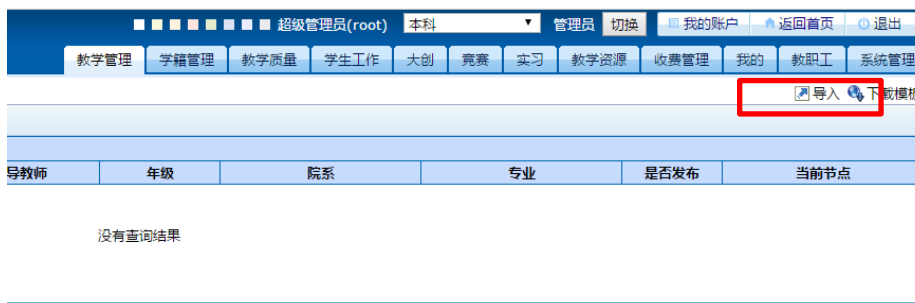 超级管理员(root) 本科 管理员 切换 我的账户 返回首页 退出
教学管理 学籍管理 教学质量 学生工作 大创 竞赛 实习 教学资源 收费管理 我的 教职工 系统管理
导入 下载模板
导教师 年级 院系 专业 是否发布 当前节点
没有查询结果